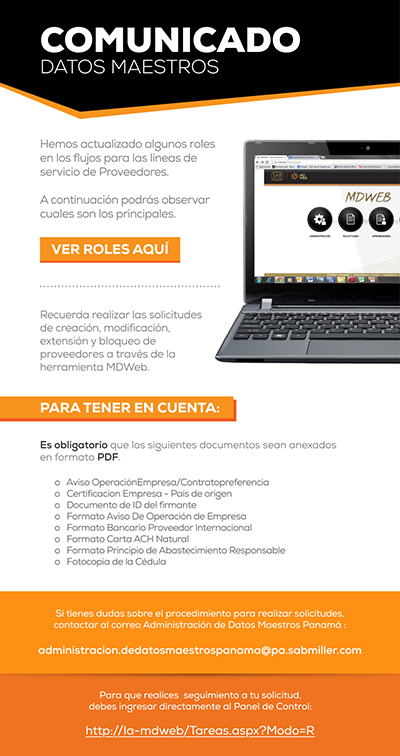 COMUNICADO
DATOS MAESTROS
Hemos actualizado algunos roles
en los flujos para las líneas de
servicio de Proveedores.
A continuación podrás observar
cuales son los principales.
VER ROLES AQUÍ
MDWEB
Recuerda realizar las solicitudes
de creación, modificación,
extensión y bloqueo de
proveedores a través de la
herramienta MDWeb.
PARA TENER EN CUENTA:
Es obligatorio que los siguientes documentos sean anexados
en formato PDF.
o Aviso OperaciónEmpresa/Contratopreferencia
o Certificacion Empresa - País de origen
o Documento de ID del firmante
o Formato Aviso De Operación de Empresa
o Formato Bancario Proveedor Internacional
o Formato Carta ACH Natural
o Formato Principio de Abastecimiento Responsable
o Fotocopia de la Cédula
Si tienes dudas sobre el procedimiento para realizar solicitudes,
contactar al correo Administración de Datos Maestros Panamá :
administracion.dedatosmaestrospanama@pa.sabmiller.com
Para que realices seguimiento a tu solicitud,
debes ingresar directamente al Panel de Control:
http://la-mdweb/Tareas.aspx?Modo=R